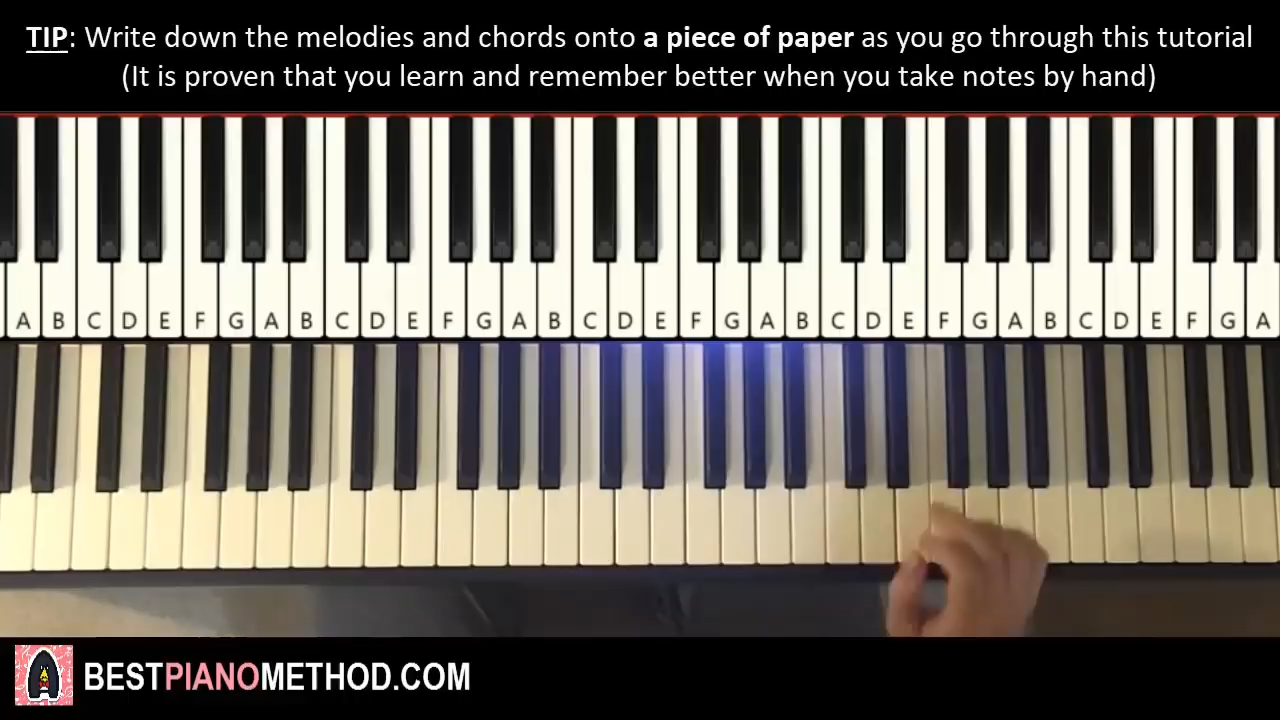 TIP: Write down the melodies and chords onto a piece of paper as you go through this tutorial
(It is proven that you learn and remember better when you take notes by hand)
A B C D E F G A B C D E F G A B C D E F G A B C D E F G A B C D E F G A
BESTPIANOMETHOD.COM